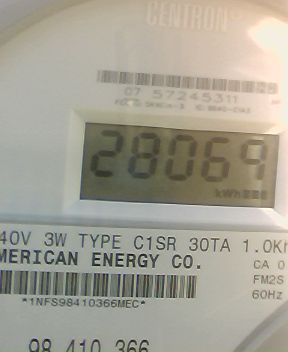 CENTRON®
07 57245311
28069
kWh
40V 3W TYPE C1SR 30TA 1.0Kh
MERICAN ENERGY CO.
CA 0
FM2S
60Hz
*1NFS98410366MEC*
98 410 366